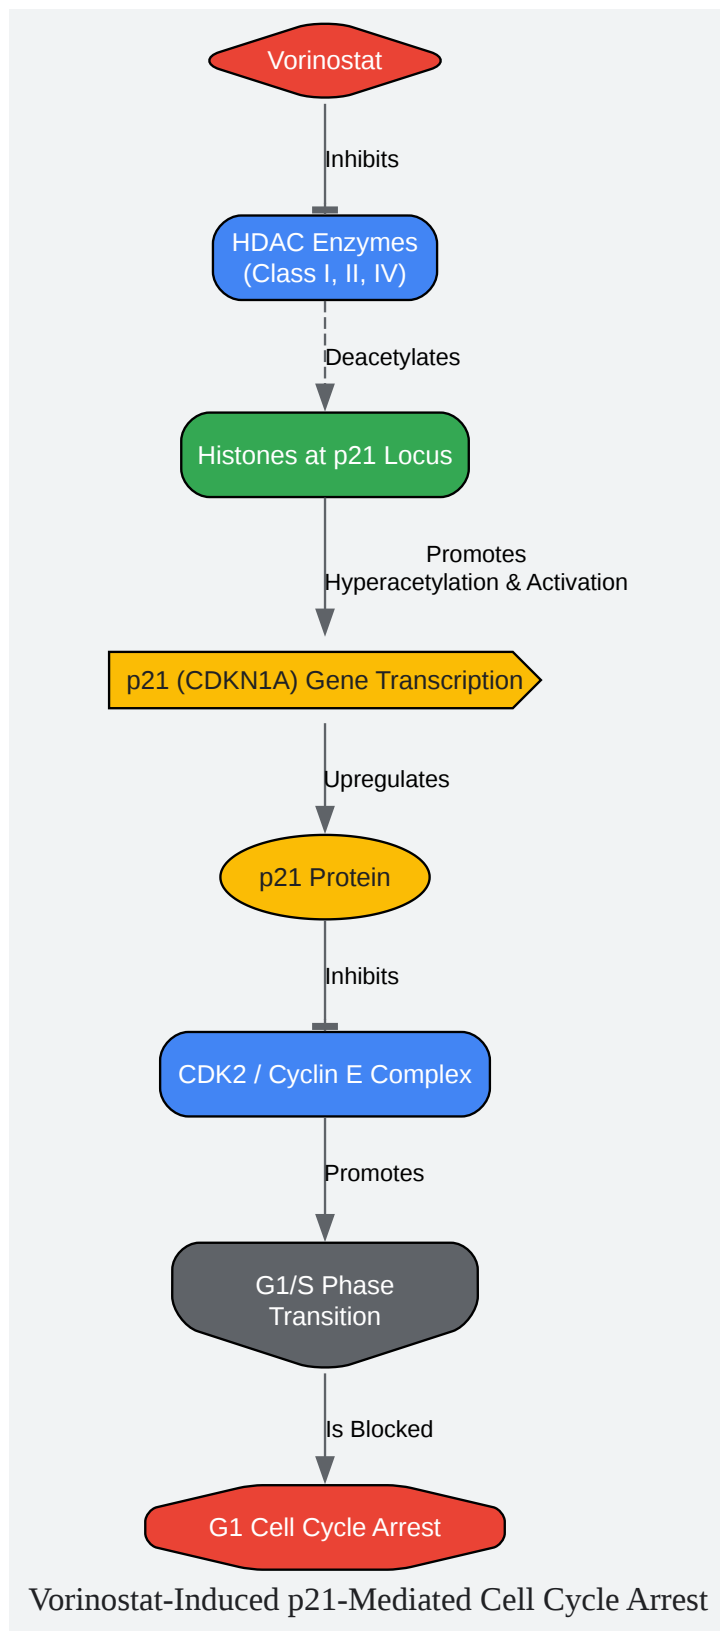 Vorinostat
Inhibits
HDAC Enzymes
(Class I, II, IV)
Deacetylates
Histones at p21 Locus
Promotes
Hyperacetylation & Activation
p21 (CDKN1A) Gene Transcription
Upregulates
p21 Protein
Inhibits
CDK2 / Cyclin E Complex
Promotes
G1/S Phase
Transition
Is Blocked
G1 Cell Cycle Arrest
Vorinostat-Induced p21-Mediated Cell Cycle Arrest